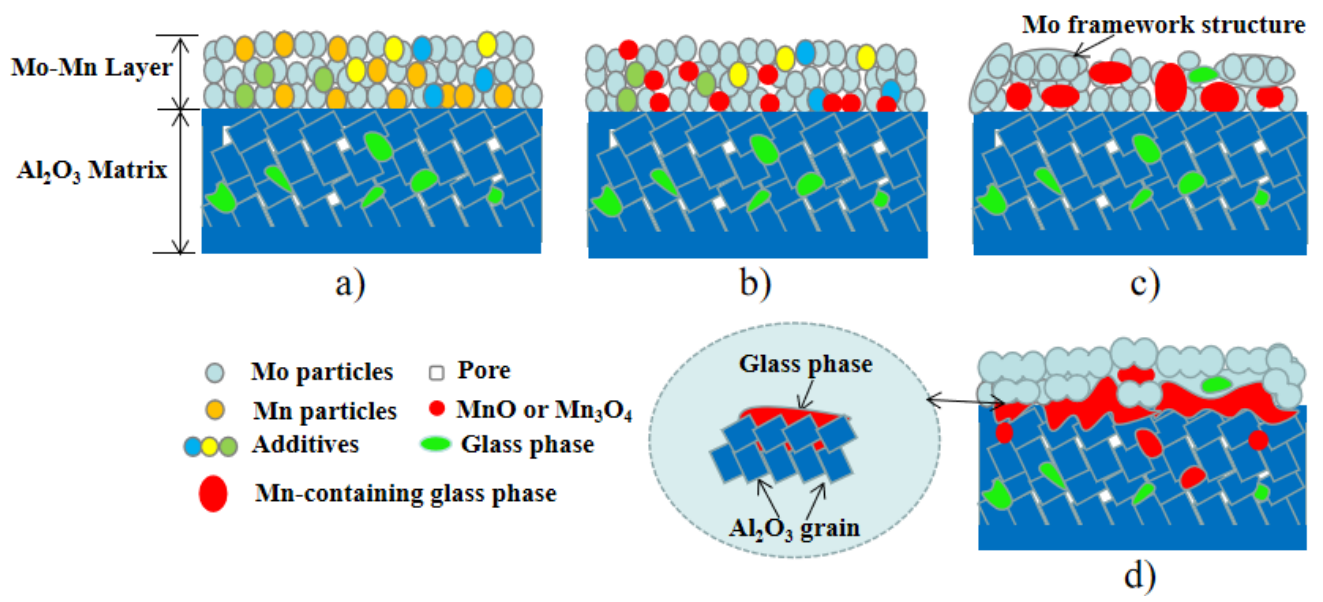 Mo framework structure
Mo-Mn Layer
Al₂O₃ Matrix
a)
b)
c)
Mo particles
Pore
Mn particles
MnO or Mn₃O₄
Additives
Glass phase
Mn-containing glass phase
Glass phase
Al₂O₃ grain
d)